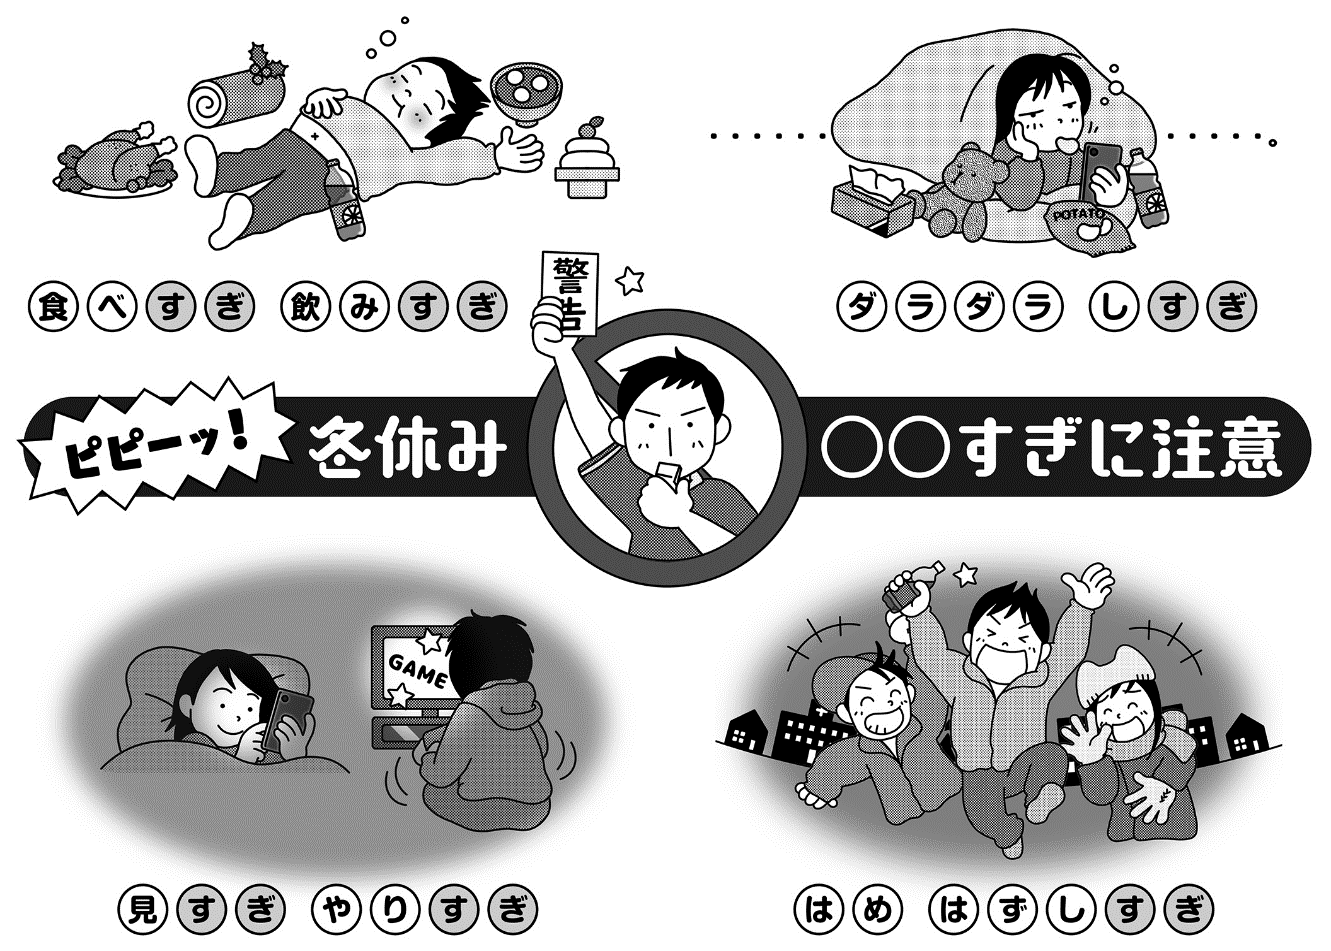 食べすぎ 飲みすぎ
POTATO
ダラダラ しすぎ
警告
ピピーッ!
冬休み
〇〇すぎに注意
GAME
見すぎ やりすぎ
はめ はずしすぎ